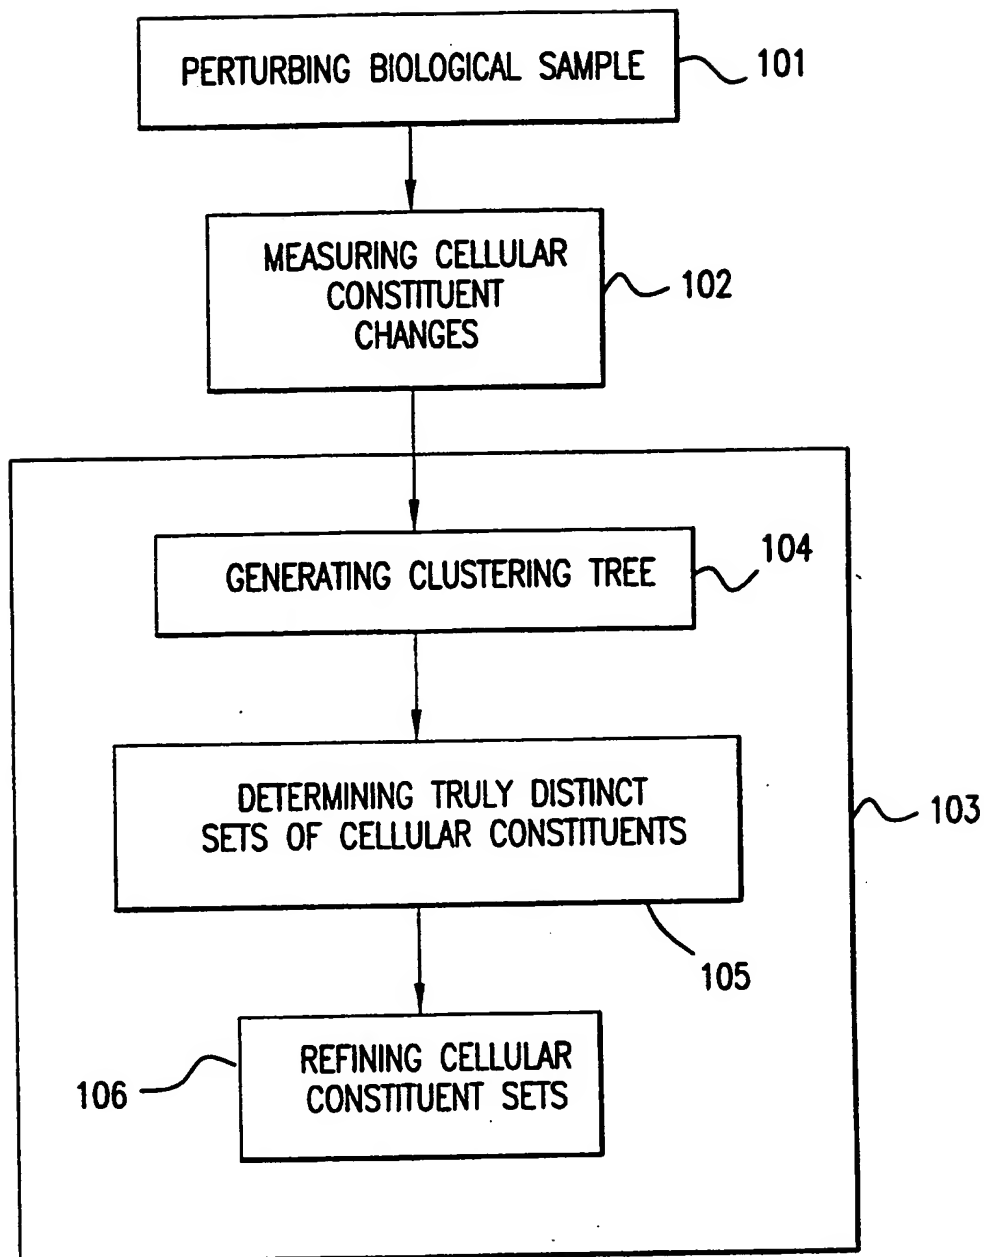 PERTURBING BIOLOGICAL SAMPLE
101
MEASURING CELLULAR
CONSTITUENT
CHANGES
102
GENERATING CLUSTERING TREE
104
DETERMINING TRULY DISTINCT
SETS OF CELLULAR CONSTITUENTS
103
105
REFINING CELLULAR
CONSTITUENT SETS
106